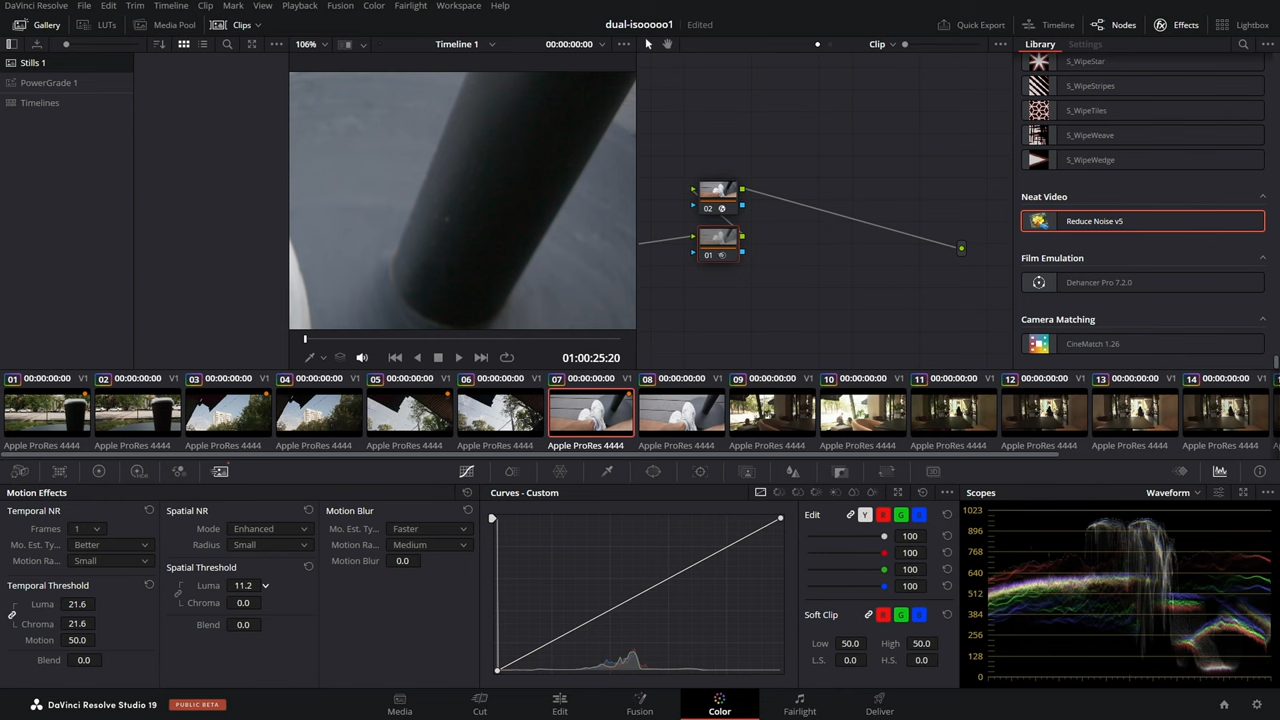 DaVinci Resolve File Edit Trim Timeline Clip Mark View Playback Fusion Color Fairlight Workspace Help
Gallery LUTs Media Pool Clips dual-isooooo1 Edited Quick Export Timeline Nodes Effects Lightbox
106% Timeline 1 00:00:00:00 Clip Library Settings
Stills 1
PowerGrade 1
Timelines
S_WipeStar
S_WipeStripes
S_WipeTiles
S_WipeWeave
S_WipeWedge
02
01
Neat Video
Reduce Noise v5
Film Emulation
Dehancer Pro 7.2.0
Camera Matching
CineMatch 1.26
01:00:25:20
01 00:00:00:00 V1 02 00:00:00:00 V1 03 00:00:00:00 V1 04 00:00:00:00 V1 05 00:00:00:00 V1 06 00:00:00:00 V1 07 00:00:00:00 V1 08 00:00:00:00 V1 09 00:00:00:00 V1 10 00:00:00:00 V1 11 00:00:00:00 V1 12 00:00:00:00 V1 13 00:00:00:00 V1 14 00:00:00:00 V1
Apple ProRes 4444 Apple ProRes 4444 Apple ProRes 4444 Apple ProRes 4444 Apple ProRes 4444 Apple ProRes 4444 Apple ProRes 4444 Apple ProRes 4444 Apple ProRes 4444 Apple ProRes 4444 Apple ProRes 4444 Apple ProRes 4444 Apple ProRes 4444 Apple ProRes 4444
Motion Effects
Temporal NR
Frames 1
Mo. Est. Ty... Better
Motion Ra... Small
Temporal Threshold
Luma 21.6
Chroma 21.6
Motion 50.0
Blend 0.0
Spatial NR
Mode Enhanced
Radius Small
Spatial Threshold
Luma 11.2
Chroma 0.0
Blend 0.0
Motion Blur
Mo. Est. Ty... Faster
Motion Ra... Medium
Motion Blur 0.0
Curves - Custom
Edit Y R G B
100
100
100
100
Soft Clip R G B
Low 50.0 High 50.0
L.S. 0.0 H.S. 0.0
Scopes Waveform
1023
896
768
640
512
384
256
128
0
DaVinci Resolve Studio 19 PUBLIC BETA
Media Cut Edit Fusion Color Fairlight Deliver